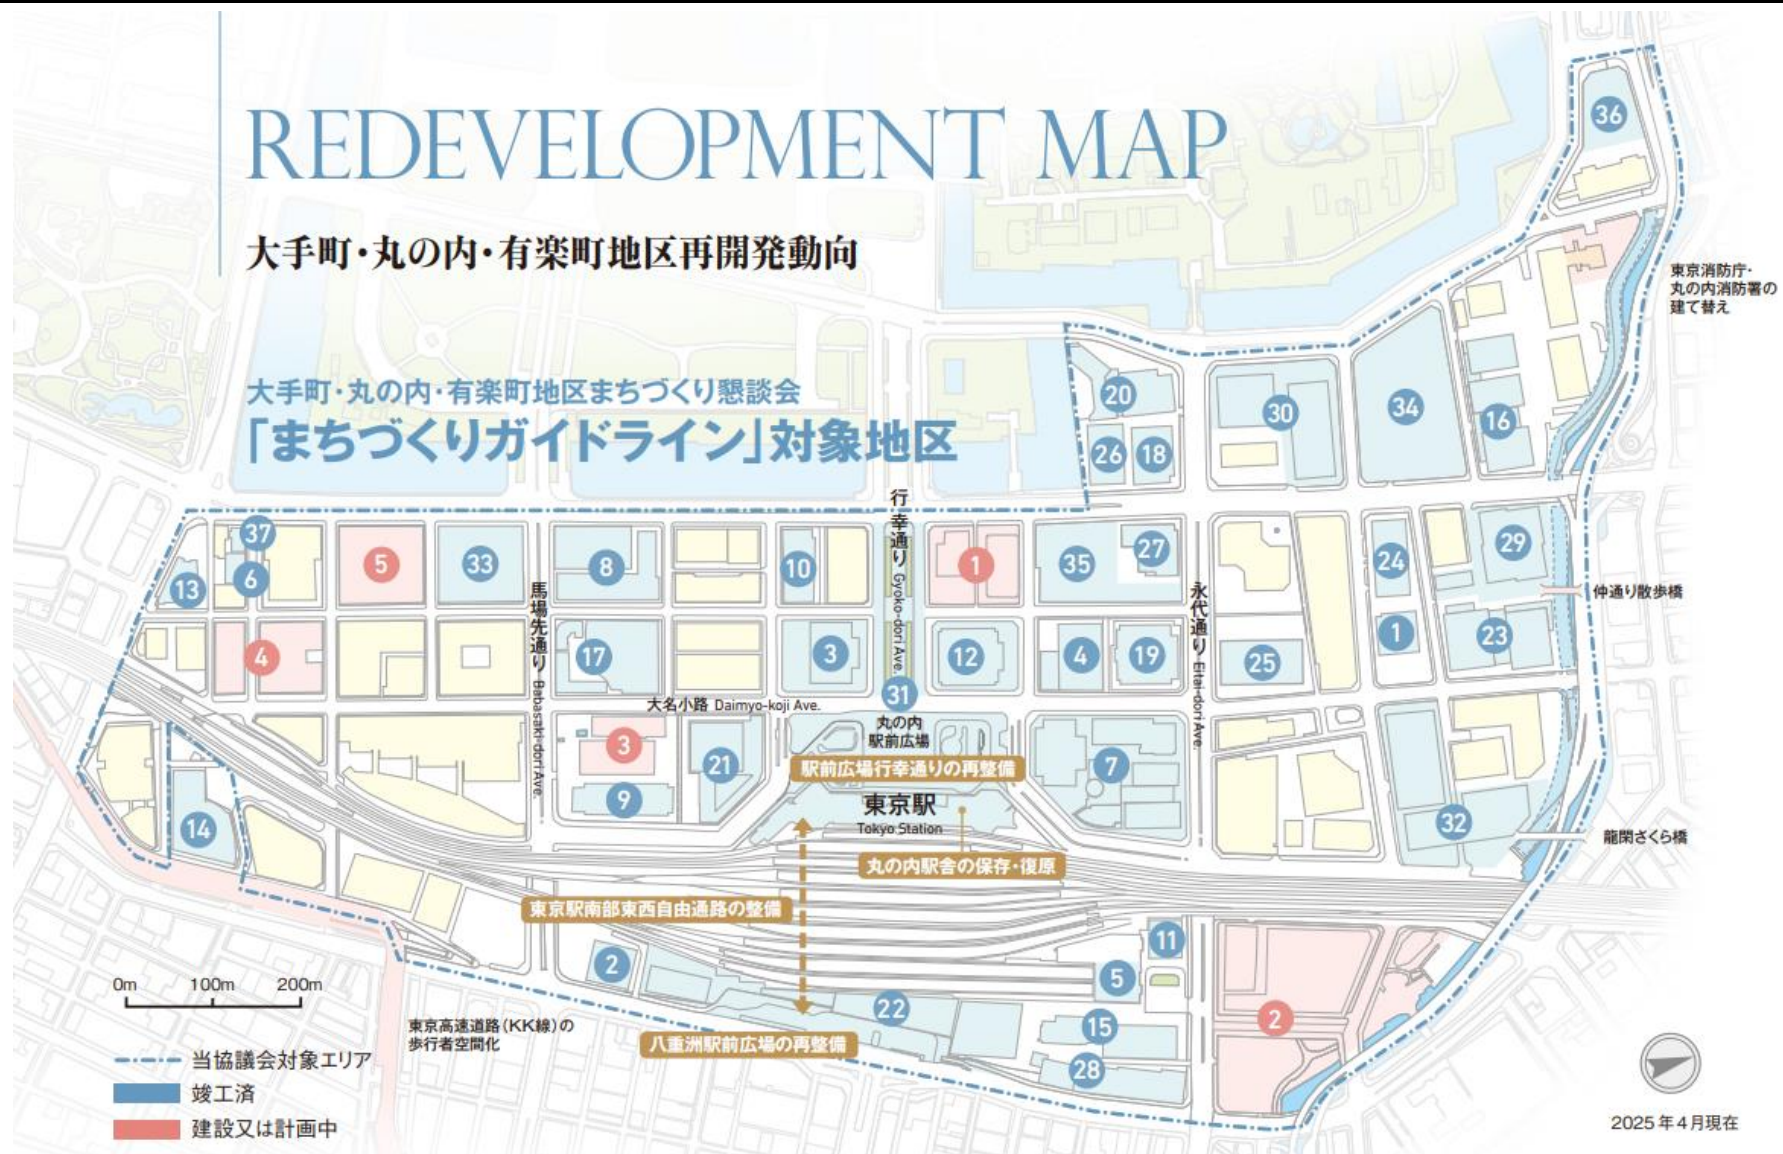 REDEVELOPMENT MAP
大手町・丸の内・有楽町地区再開発動向
大手町・丸の内・有楽町地区まちづくり懇談会
「まちづくりガイドライン」対象地区
36
東京消防庁・
丸の内消防署の
建て替え
20
30
34
16
26
18
行幸通り Gyoko-dori Ave.
37
5
33
8
10
1
35
27
24
29
13
6
馬場先通り Babasaki-dori Ave.
永代通り Eitai-dori Ave.
仲通り散歩橋
4
17
3
12
4
19
25
1
23
31
大名小路 Daimyo-koji Ave.
丸の内
駅前広場
3
21
駅前広場行幸通りの再整備
7
9
東京駅
Tokyo Station
14
32
龍閑さくら橋
丸の内駅舎の保存・復原
東京駅南部東西自由通路の整備
11
2
5
22
15
2
28
八重洲駅前広場の再整備
0m 100m 200m
東京高速道路(KK線)の
歩行者空間化
当協議会対象エリア
竣工済
建設又は計画中
2025年4月現在